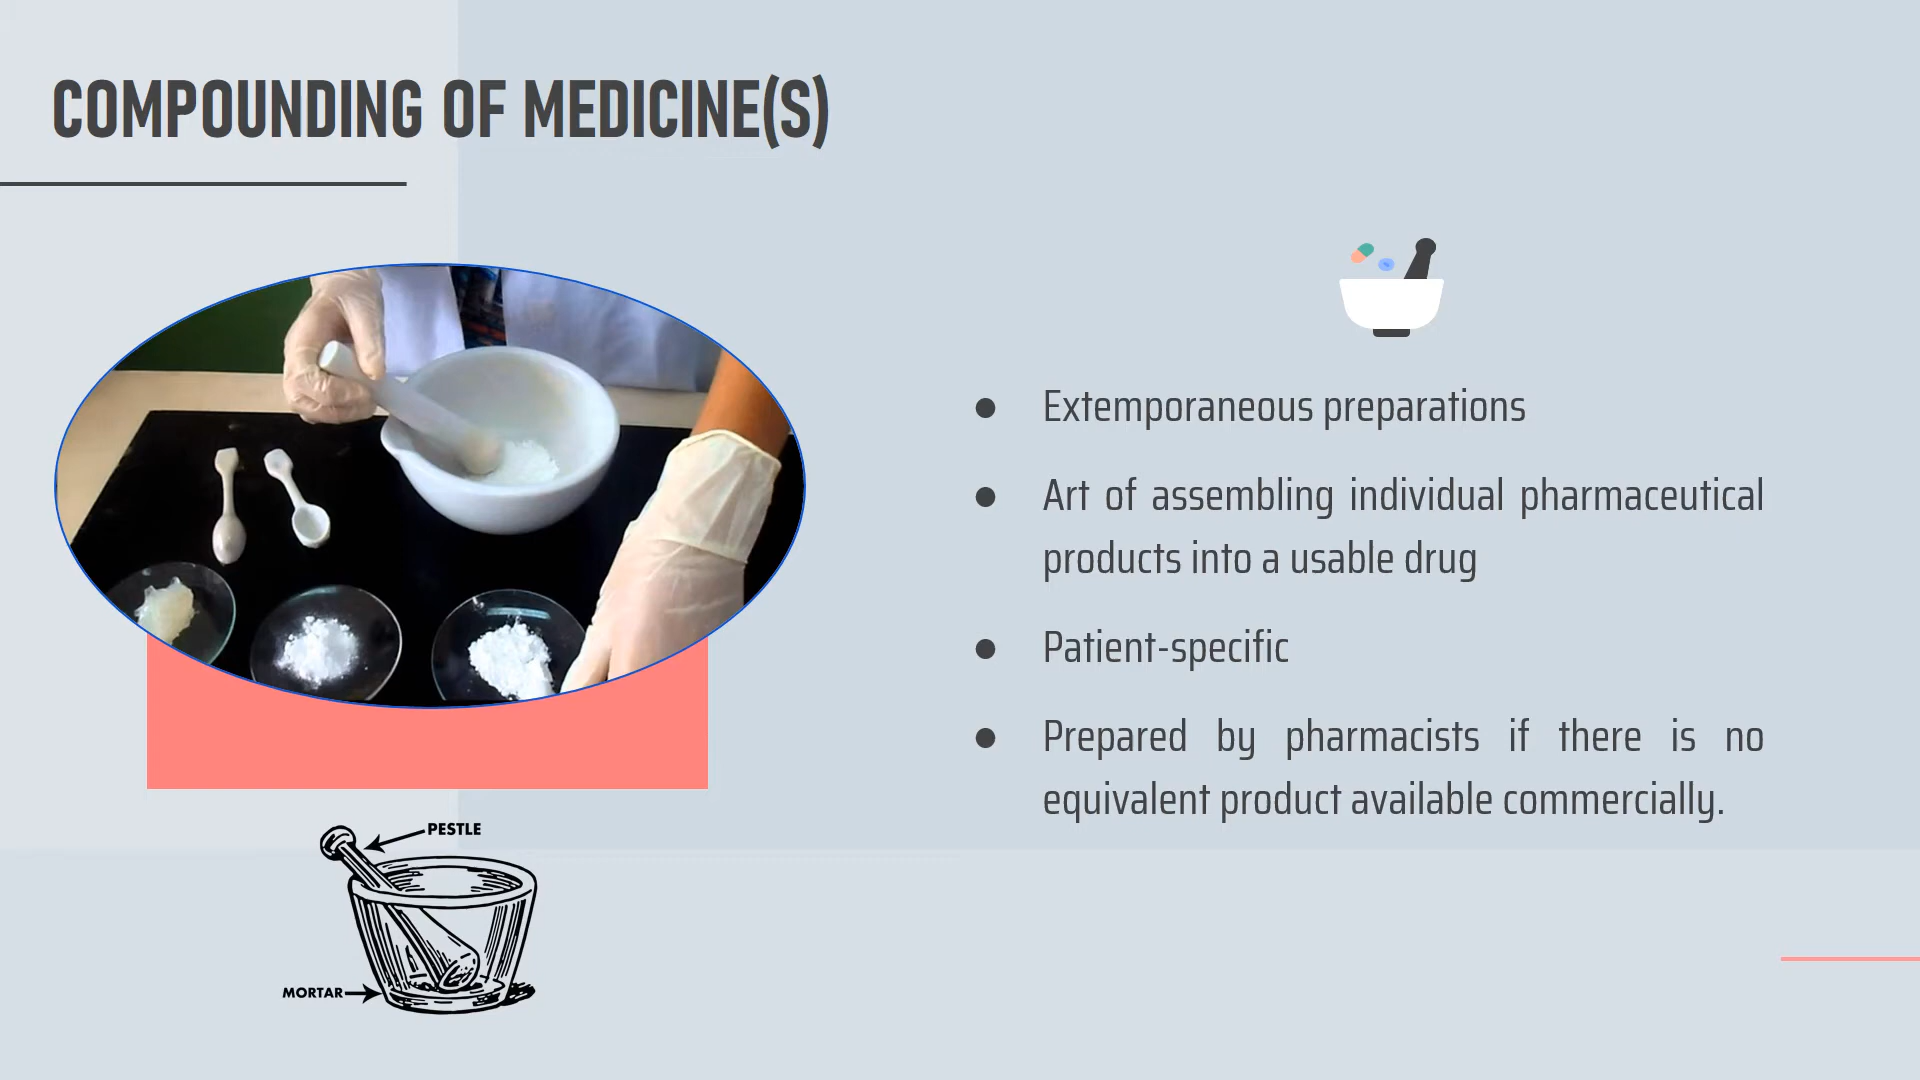 COMPOUNDING OF MEDICINE(S)
● Extemporaneous preparations
● Art of assembling individual pharmaceutical
products into a usable drug
● Patient-specific
● Prepared by pharmacists if there is no
equivalent product available commercially.
PESTLE
MORTAR